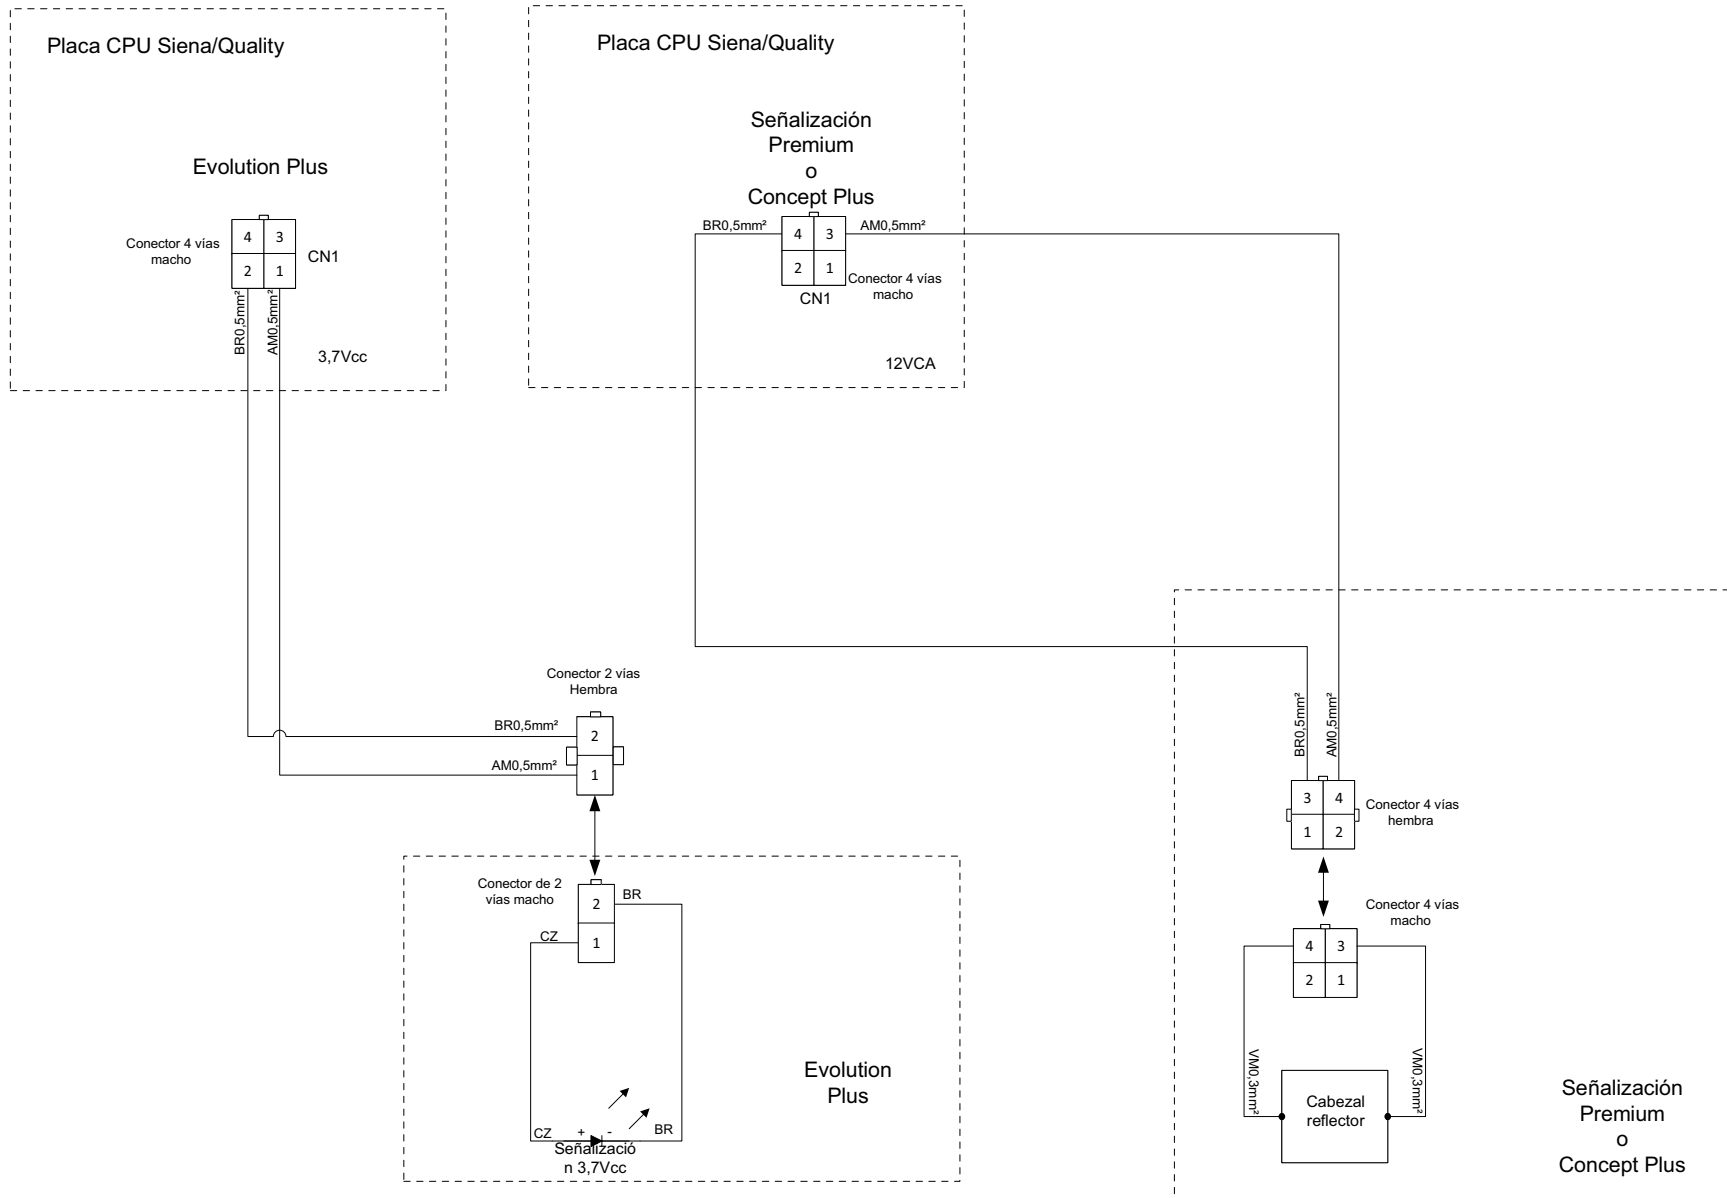 Placa CPU Siena/Quality
Evolution Plus
Conector 4 vías
macho
4 3
2 1
CN1
BR0,5mm²
AM0,5mm²
3,7Vcc
Placa CPU Siena/Quality
Señalización
Premium
o
Concept Plus
BR0,5mm²
4 3
2 1
AM0,5mm²
Conector 4 vías
macho
CN1
12VCA
Conector 2 vías
Hembra
BR0,5mm²
2
AM0,5mm²
1
Conector de 2
vías macho
2
BR
CZ
1
Evolution
Plus
CZ
+
-
BR
Señalizació
n 3,7Vcc
BR0,5mm²
AM0,5mm²
3 4
1 2
Conector 4 vías
hembra
Conector 4 vías
macho
4 3
2 1
VM0,3mm²
VM0,3mm²
Cabezal
reflector
Señalización
Premium
o
Concept Plus